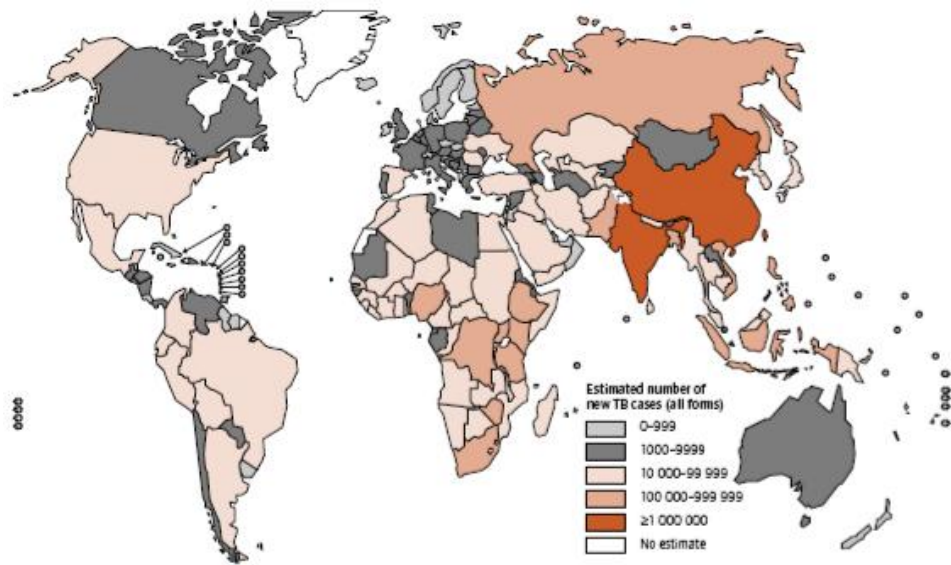 Estimated number of
new TB cases (all forms)
0–999
1000–9999
10 000–99 999
100 000–999 999
≥1 000 000
No estimate